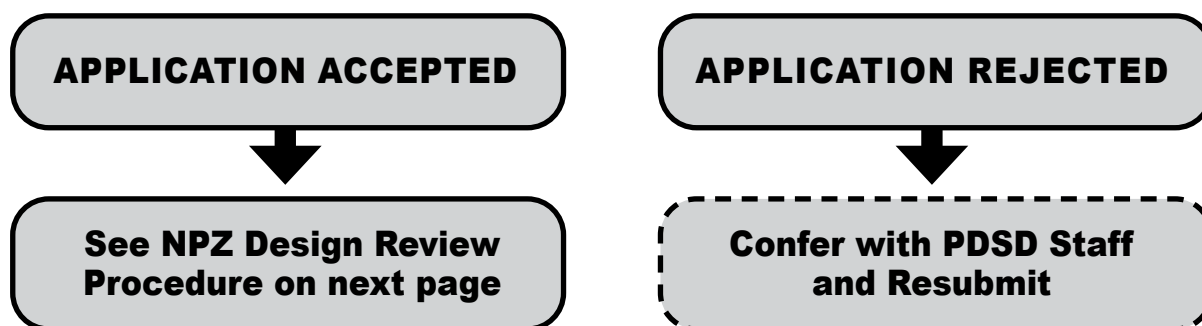 APPLICATION ACCEPTED
APPLICATION REJECTED
See NPZ Design Review
Procedure on next page
Confer with PDSD Staff
and Resubmit